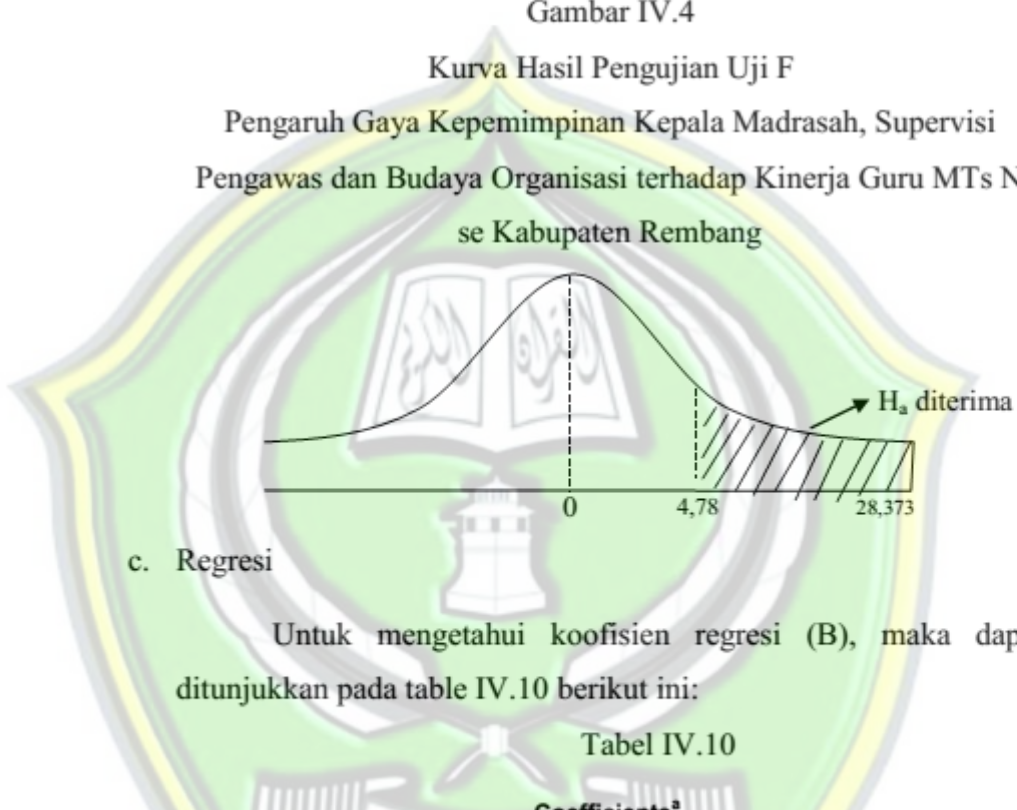 Gambar IV.4
Kurva Hasil Pengujian Uji F
Pengaruh Gaya Kepemimpinan Kepala Madrasah, Supervisi
Pengawas dan Budaya Organisasi terhadap Kinerja Guru MTs N
se Kabupaten Rembang
Hₐ diterima
0 4,78 28,373
c. Regresi
Untuk mengetahui koofisien regresi (B), maka dap
ditunjukkan pada table IV.10 berikut ini:
Tabel IV.10
Coefficientsᵃ